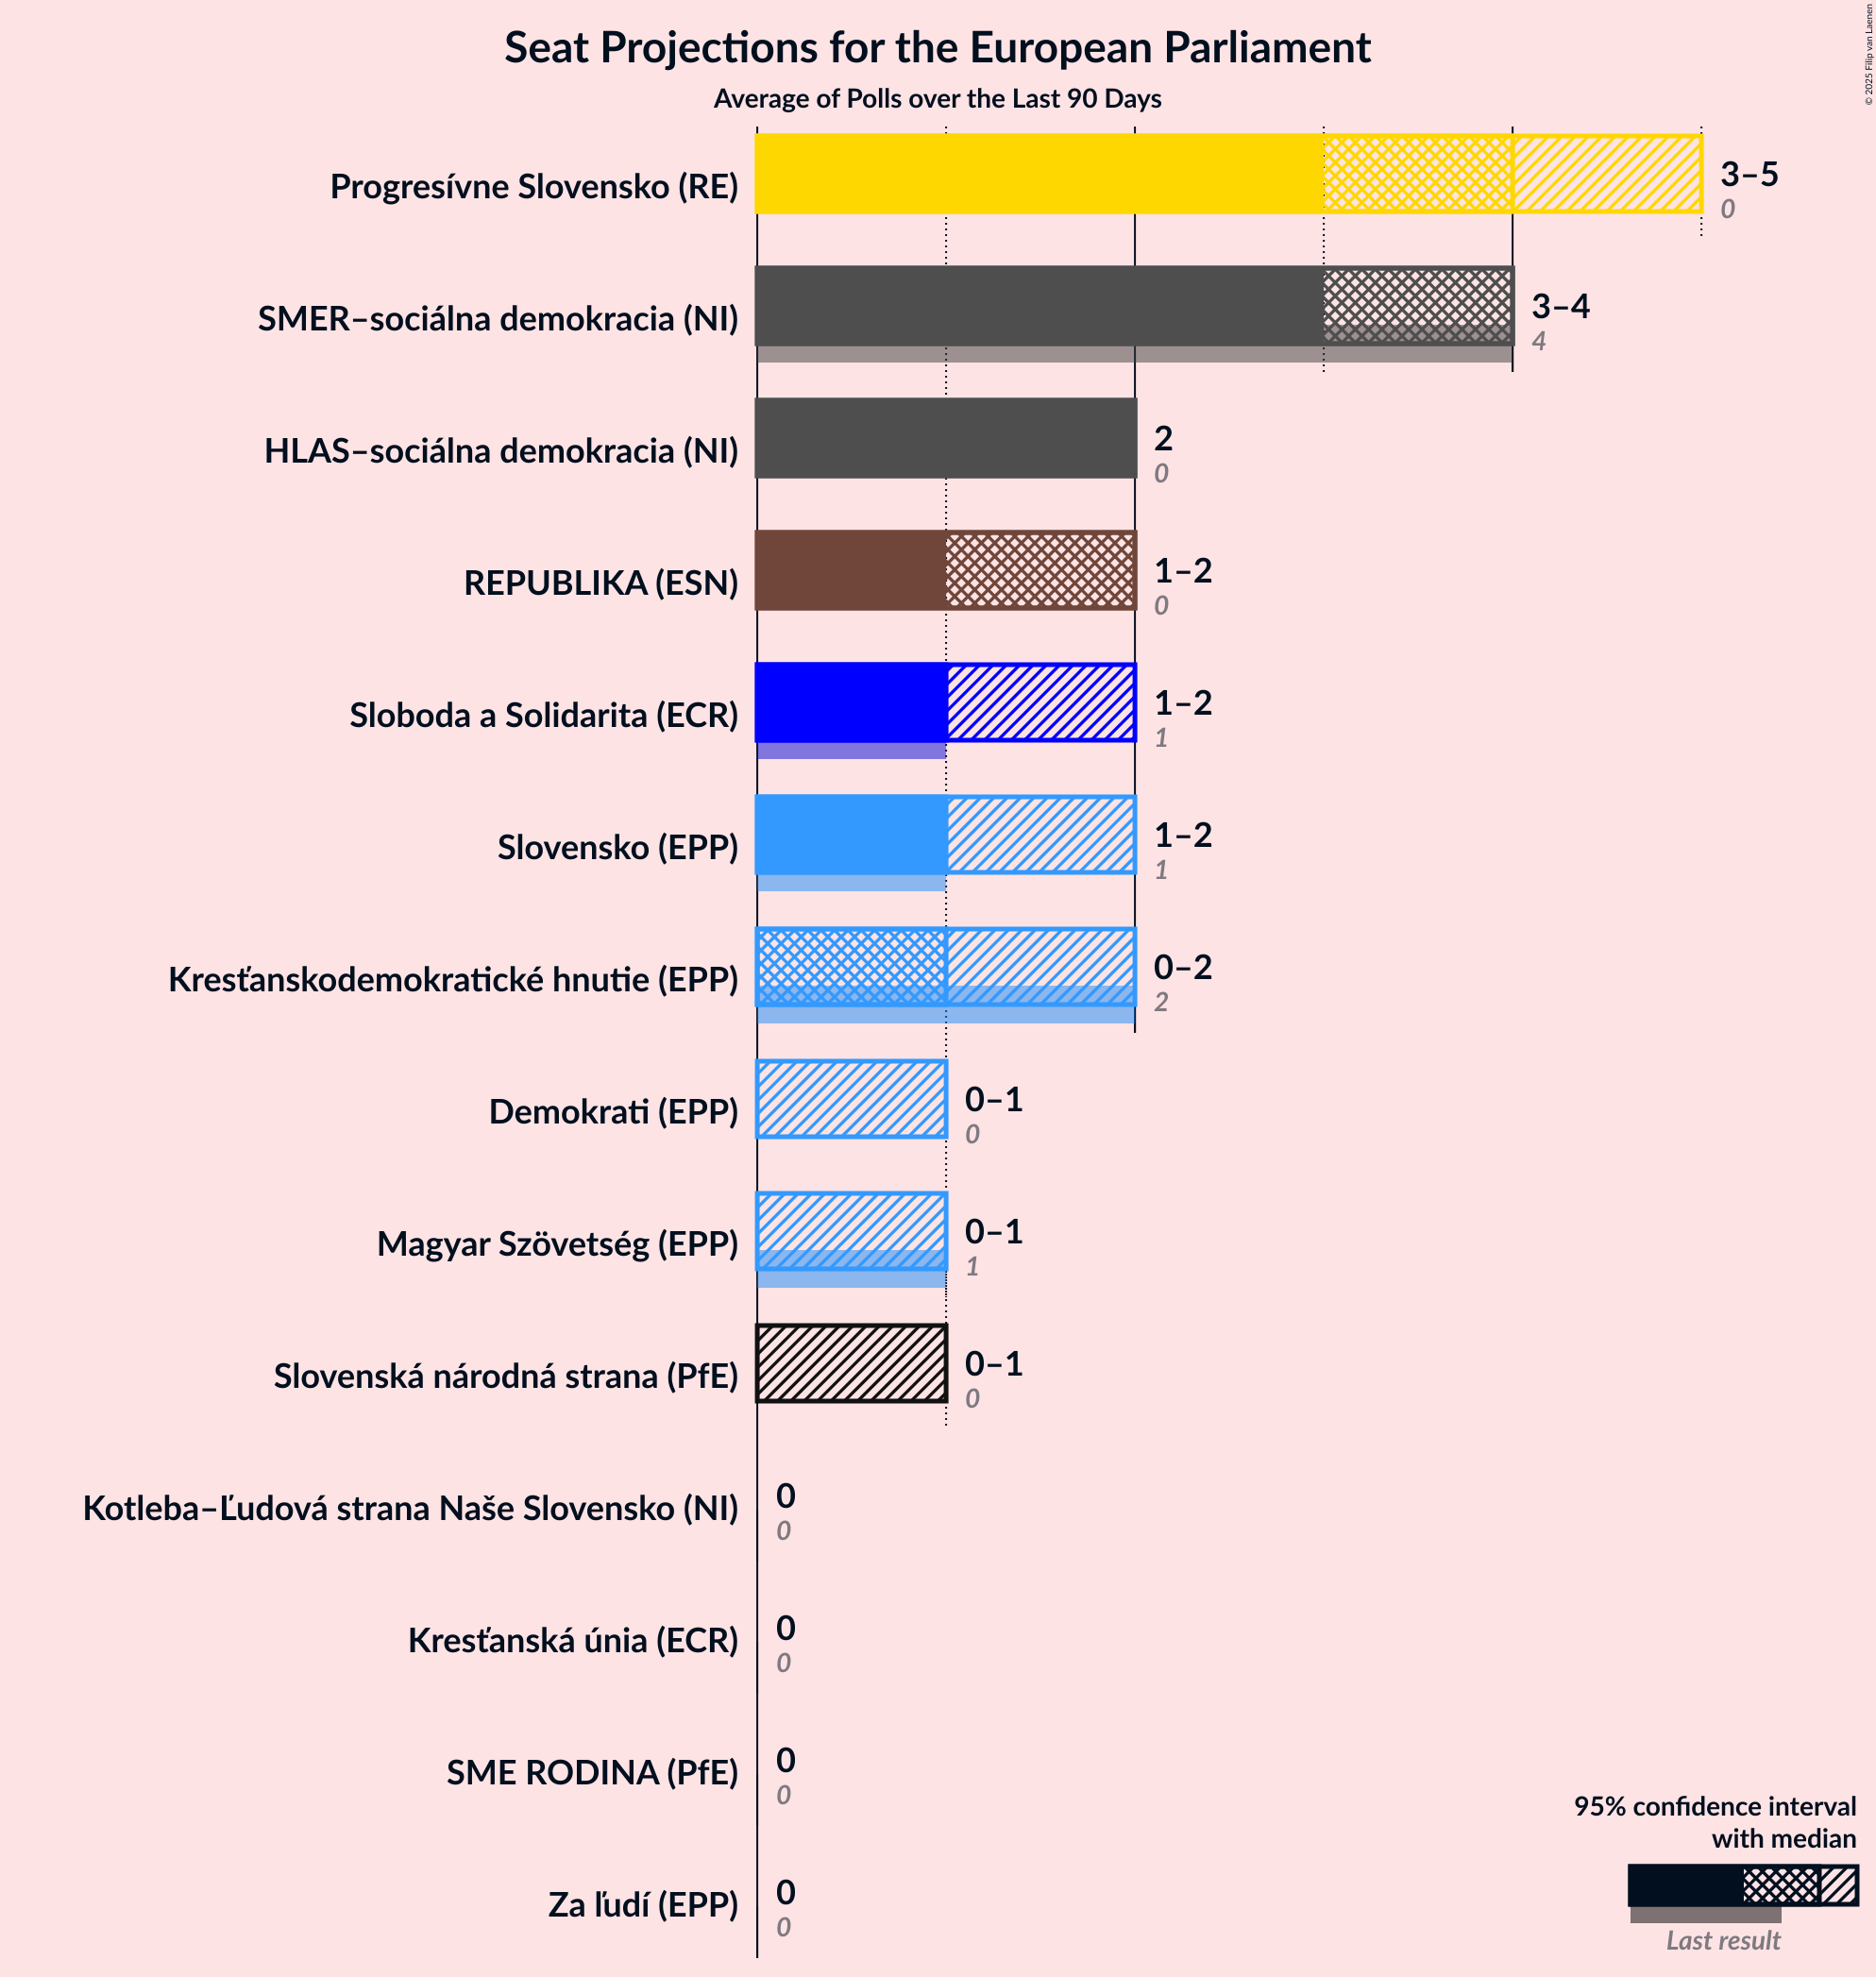 Seat Projections for the European Parliament
Average of Polls over the Last 90 Days
© 2025 Filip van Laenen
Progresívne Slovensko (RE)
3–5
0
SMER–sociálna demokracia (NI)
3–4
4
HLAS–sociálna demokracia (NI)
2
0
REPUBLIKA (ESN)
1–2
0
Sloboda a Solidarita (ECR)
1–2
1
Slovensko (EPP)
1–2
1
Kresťanskodemokratické hnutie (EPP)
0–2
2
Demokrati (EPP)
0–1
0
Magyar Szövetség (EPP)
0–1
1
Slovenská národná strana (PfE)
0–1
0
Kotleba–Ľudová strana Naše Slovensko (NI)
0
0
Kresťanská únia (ECR)
0
0
SME RODINA (PfE)
0
0
Za ľudí (EPP)
0
0
95% confidence interval
with median
Last result